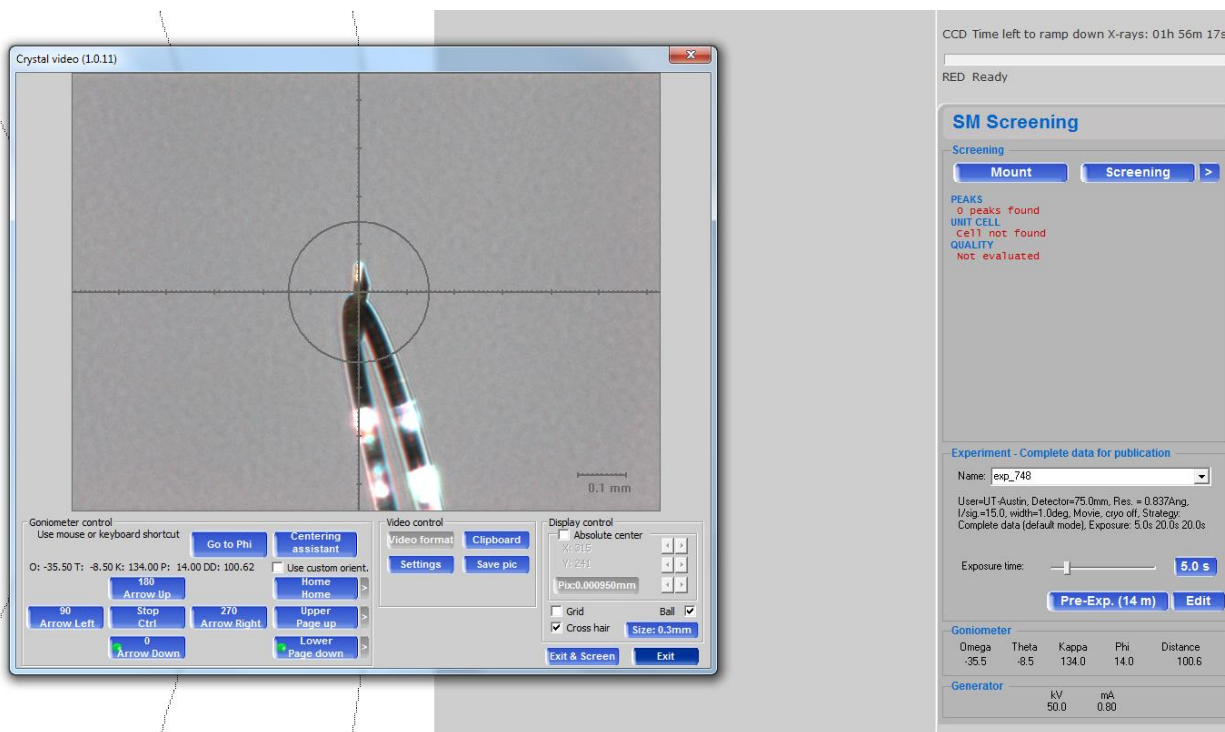 Crystal video (1.0.11)
0.1 mm
Goniometer control
Use mouse or keyboard shortcut
Go to Phi
Centering assistant
O: -35.50 T: -8.50 K: 134.00 P: 14.00 DD: 100.62
Use custom orient.
180
Arrow Up
Home
Home
>
90
Arrow Left
Stop
Ctrl
270
Arrow Right
Upper
Page up
>
0
Arrow Down
Lower
Page down
>
Video control
Video format
Clipboard
Settings
Save pic
Display control
Absolute center
X: 315
Y: 241
Pix:0.000950mm
Grid
Ball
Cross hair
Size: 0.3mm
Exit & Screen
Exit
CCD Time left to ramp down X-rays: 01h 56m 17s
RED Ready
SM Screening
Screening
Mount
Screening
>
PEAKS
0 peaks found
UNIT CELL
Cell not found
QUALITY
Not evaluated
Experiment - Complete data for publication
Name: exp_748
User=UT-Austin, Detector=75.0mm, Res. = 0.837Ang,
I/sig.=15.0, width=1.0deg, Movie, cryo off, Strategy:
Complete data (default mode), Exposure: 5.0s 20.0s 20.0s
Exposure time:
5.0 s
Pre-Exp. (14 m)
Edit
Goniometer
Omega Theta Kappa Phi Distance
-35.5 -8.5 134.0 14.0 100.6
Generator
kV mA
50.0 0.80